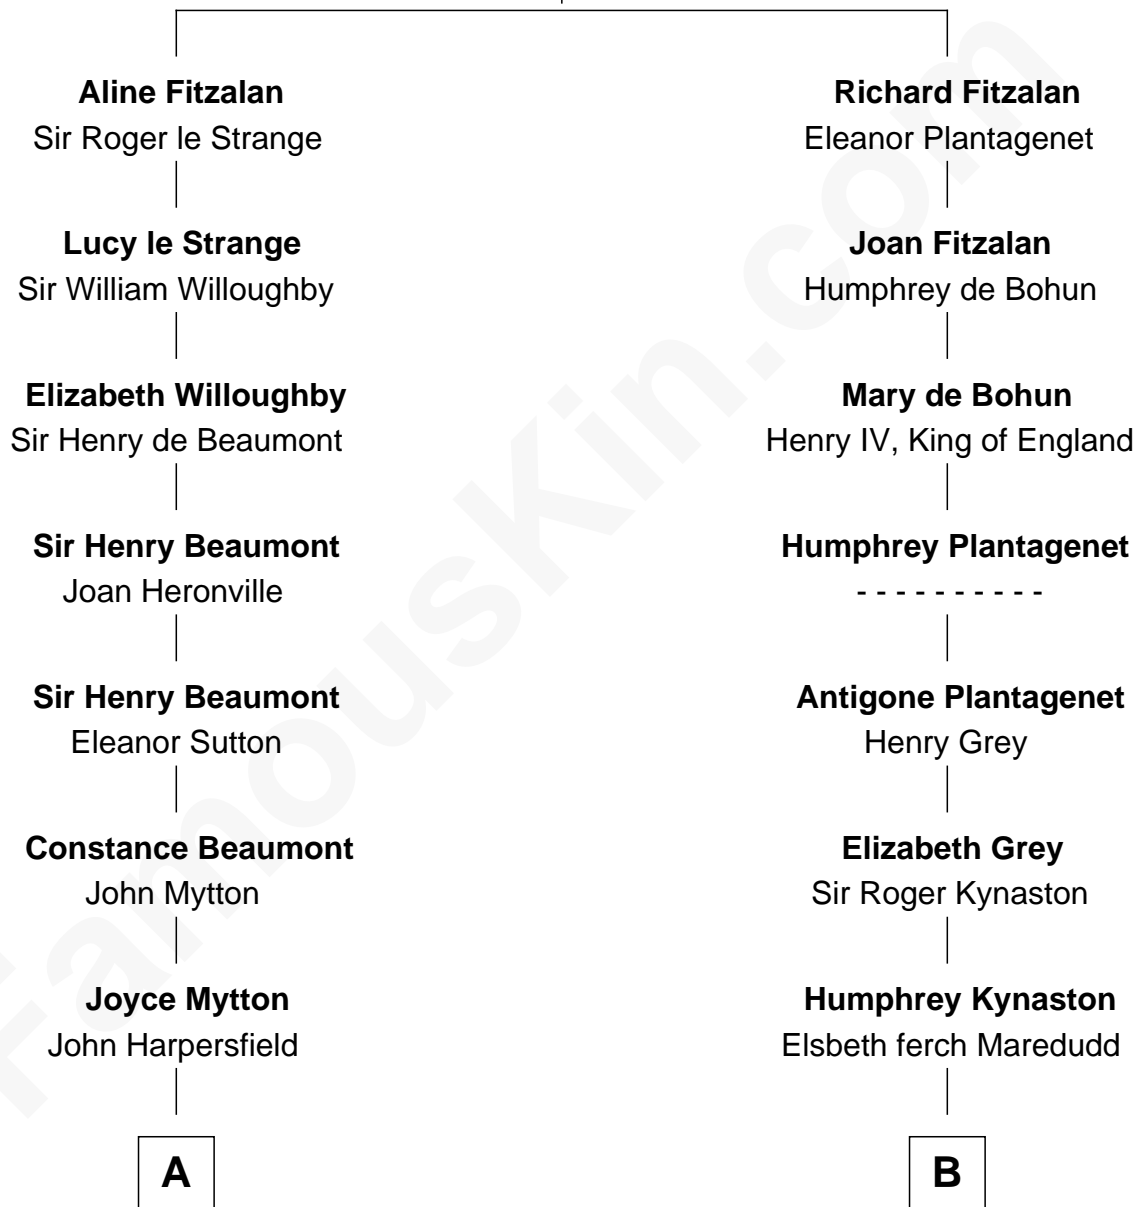 Aline Fitzalan
Sir Roger le Strange
Richard Fitzalan
Eleanor Plantagenet
Lucy le Strange
Sir William Willoughby
Joan Fitzalan
Humphrey de Bohun
Elizabeth Willoughby
Sir Henry de Beaumont
Mary de Bohun
Henry IV, King of England
Sir Henry Beaumont
Joan Heronville
Humphrey Plantagenet
- - - - - - - - - -
Sir Henry Beaumont
Eleanor Sutton
Antigone Plantagenet
Henry Grey
Constance Beaumont
John Mytton
Elizabeth Grey
Sir Roger Kynaston
Joyce Mytton
John Harpersfield
Humphrey Kynaston
Elsbeth ferch Maredudd
A
B
FamousKin.com